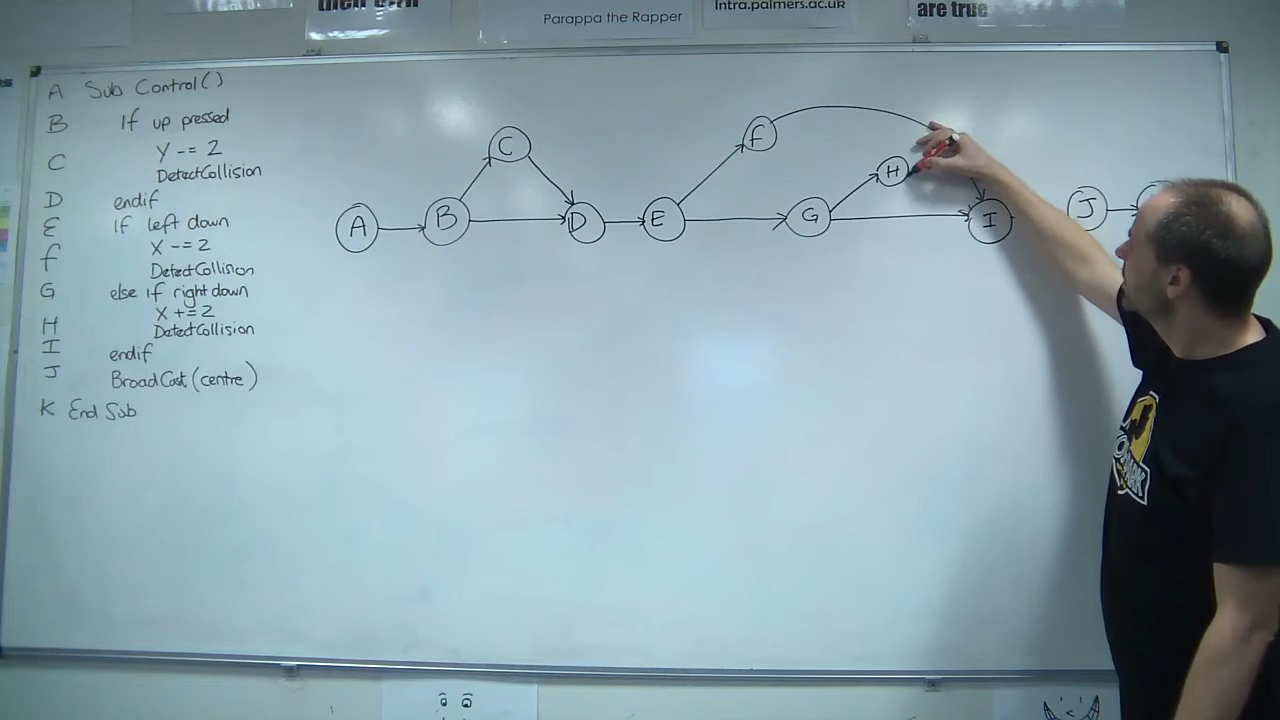 Parappa the Rapper
Intra.palmers.ac.uk
are true
A Sub Control()
B If up pressed
C Y -= 2
DetectCollision
D endif
E If left down
F X -= 2
DetectCollision
G else if right down
X += 2
H DetectCollision
I endif
J BroadCast (centre)
K End Sub
A
B
C
D
E
F
G
H
I
J